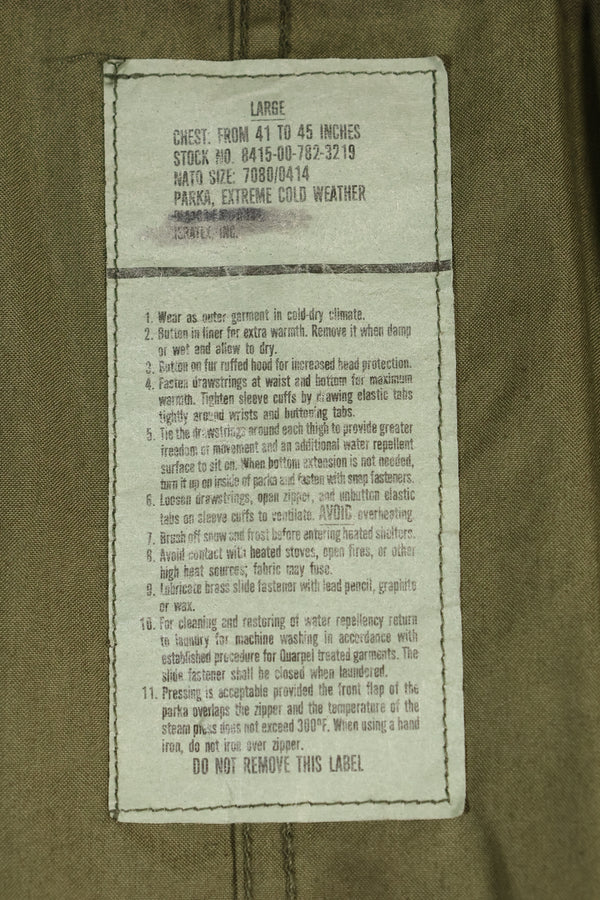 LARGE
CHEST: FROM 41 TO 45 INCHES
STOCK NO. 8415-00-782-3219
NATO SIZE: 7080/0414
PARKA, EXTREME COLD WEATHER
ISRATEX, INC.
1. Wear as outer garment in cold-dry climate.
2. Button in liner for extra warmth. Remove it when damp
or wet and allow to dry.
3. Button on fur ruffed hood for increased head protection.
4. Fasten drawstrings at waist and bottom for maximum
warmth. Tighten sleeve cuffs by drawing elastic tabs
tightly around wrists and buttoning tabs.
5. Tie the drawstrings around each thigh to provide greater
freedom of movement and an additional water repellent
surface to sit on. When bottom extension is not needed,
turn it up on inside of parka and fasten with snap fasteners.
6. Loosen drawstrings, open zipper, and unbutton elastic
tabs on sleeve cuffs to ventilate. AVOID overheating.
7. Brush off snow and frost before entering heated shelters.
8. Avoid contact with heated stoves, open fires, or other
high heat sources; fabric may fuse.
9. Lubricate brass slide fastener with lead pencil, graphite
or wax.
10. For cleaning and restoring of water repellency return
to laundry for machine washing in accordance with
established procedure for Quarpel treated garments. The
slide fastener shall be closed when laundered.
11. Pressing is acceptable provided the front flap of the
parka overlaps the zipper and the temperature of the
steam press does not exceed 300°F. When using a hand
iron, do not iron over zipper.
DO NOT REMOVE THIS LABEL